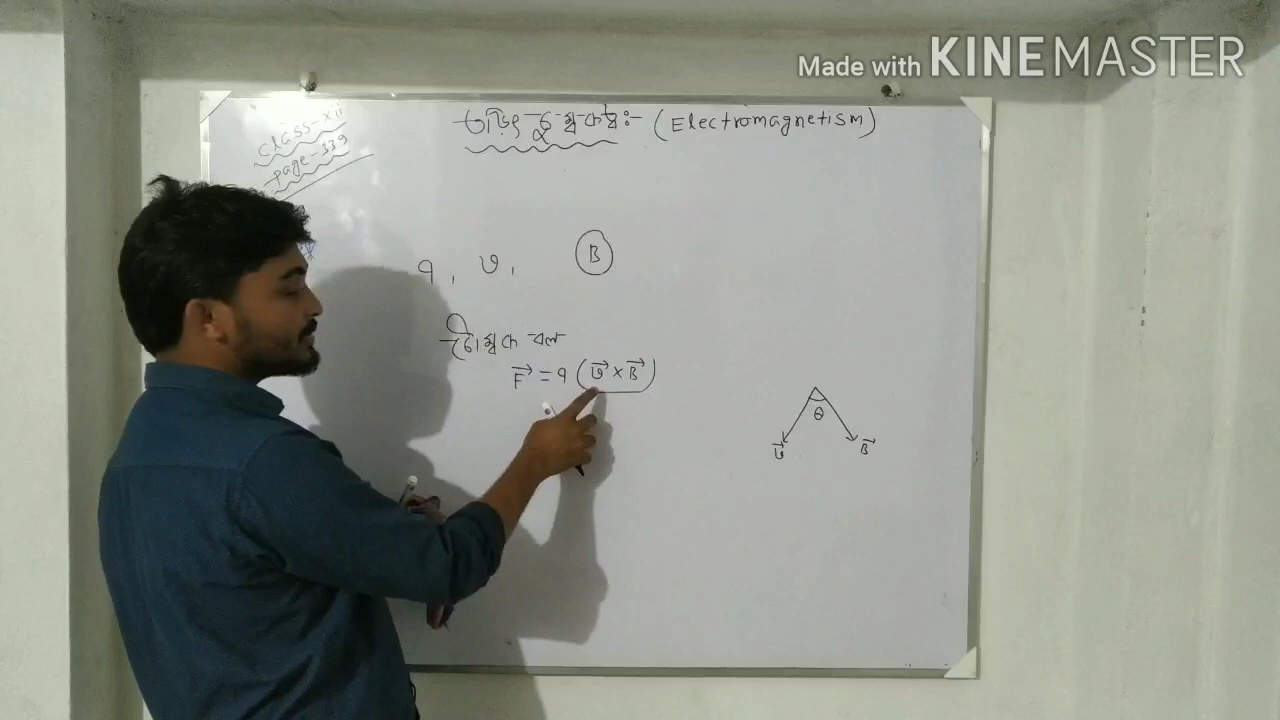 Made with KINEMASTER
তড়িৎ চুম্বকত্ব:- (Electromagnetism)
Class-XII
page-339
q, v,
B
চৌম্বক বল
F⃗ = q (v⃗ × B⃗)
θ
v⃗
B⃗